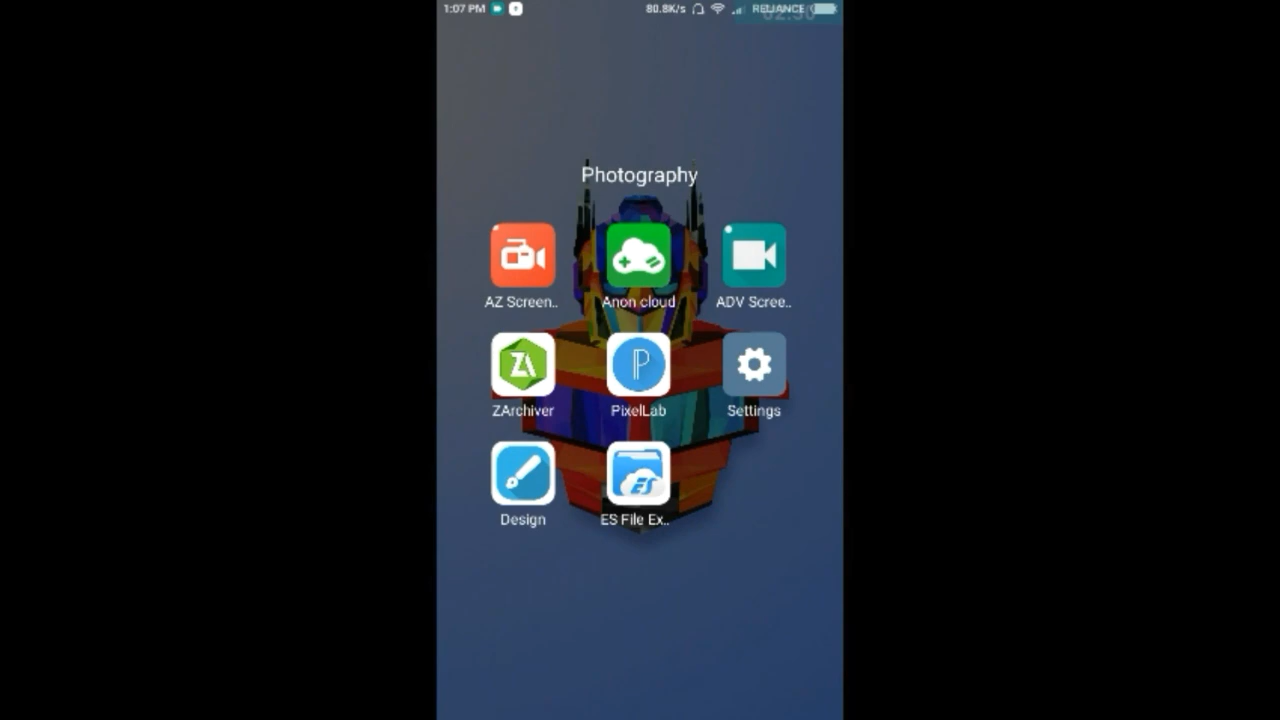 1:07 PM 80.8K/s RELIANCE
Photography
AZ Screen.. Anon cloud ADV Scree..
ZArchiver PixelLab Settings
Design ES File Ex..